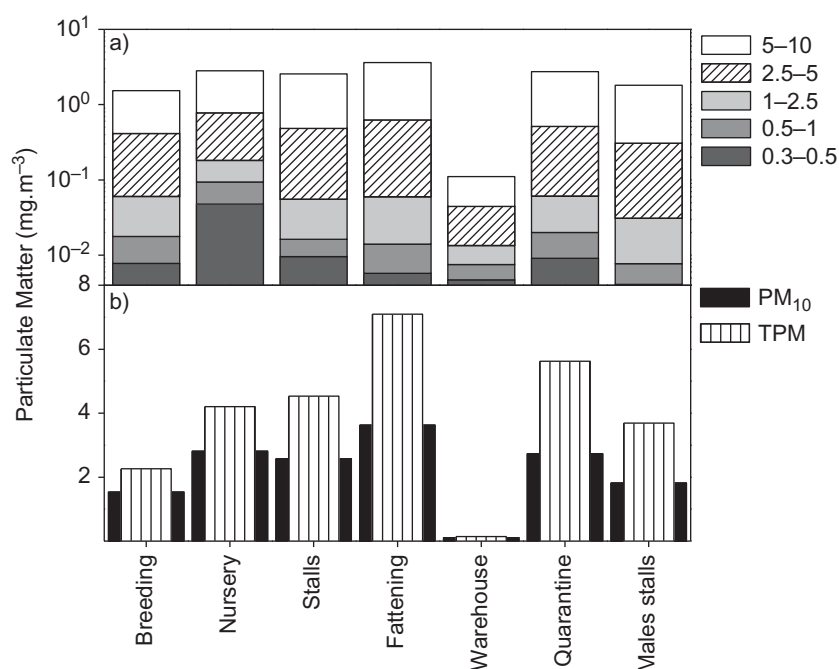 Particulate Matter (mg.m⁻³)
a)
10¹
10⁰
10⁻¹
10⁻²
5–10
2.5–5
1–2.5
0.5–1
0.3–0.5
b)
8
6
4
2
PM₁₀
TPM
Breeding
Nursery
Stalls
Fattening
Warehouse
Quarantine
Males stalls